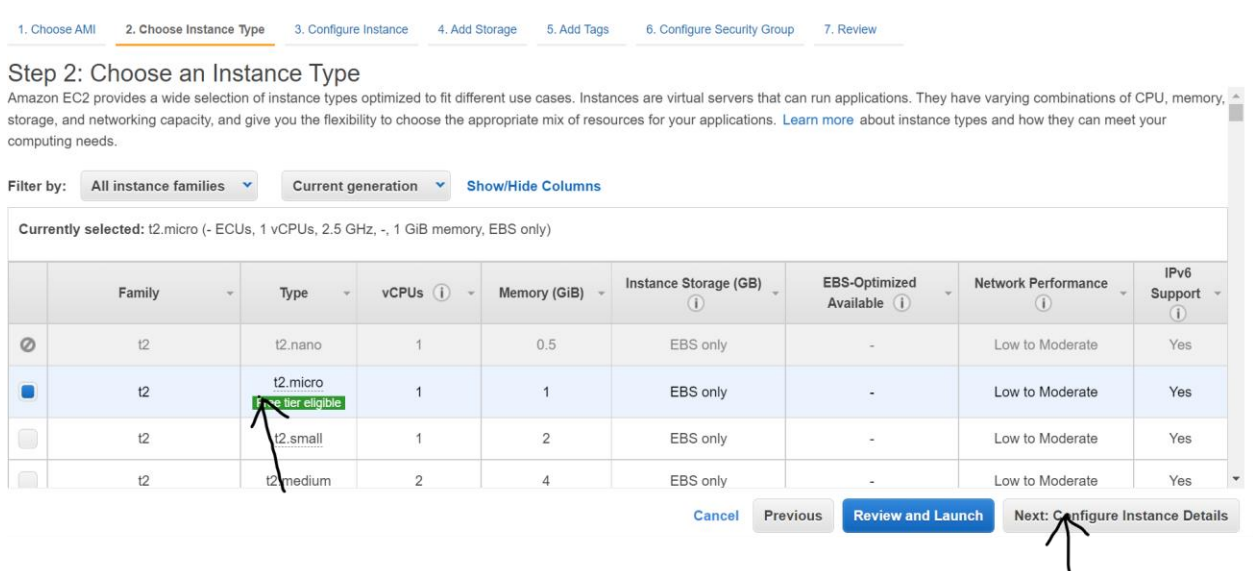 1. Choose AMI 2. Choose Instance Type 3. Configure Instance 4. Add Storage 5. Add Tags 6. Configure Security Group 7. Review
Step 2: Choose an Instance Type
Amazon EC2 provides a wide selection of instance types optimized to fit different use cases. Instances are virtual servers that can run applications. They have varying combinations of CPU, memory,
storage, and networking capacity, and give you the flexibility to choose the appropriate mix of resources for your applications. Learn more about instance types and how they can meet your
computing needs.
Filter by: All instance families Current generation Show/Hide Columns
Currently selected: t2.micro (- ECUs, 1 vCPUs, 2.5 GHz, -, 1 GiB memory, EBS only)
Family Type vCPUs Memory (GiB) Instance Storage (GB) EBS-Optimized Available Network Performance IPv6 Support
t2 t2.nano 1 0.5 EBS only - Low to Moderate Yes
t2 t2.micro 1 1 EBS only - Low to Moderate Yes
Free tier eligible
t2 t2.small 1 2 EBS only - Low to Moderate Yes
t2 t2.medium 2 4 EBS only - Low to Moderate Yes
Cancel Previous Review and Launch Next: Configure Instance Details